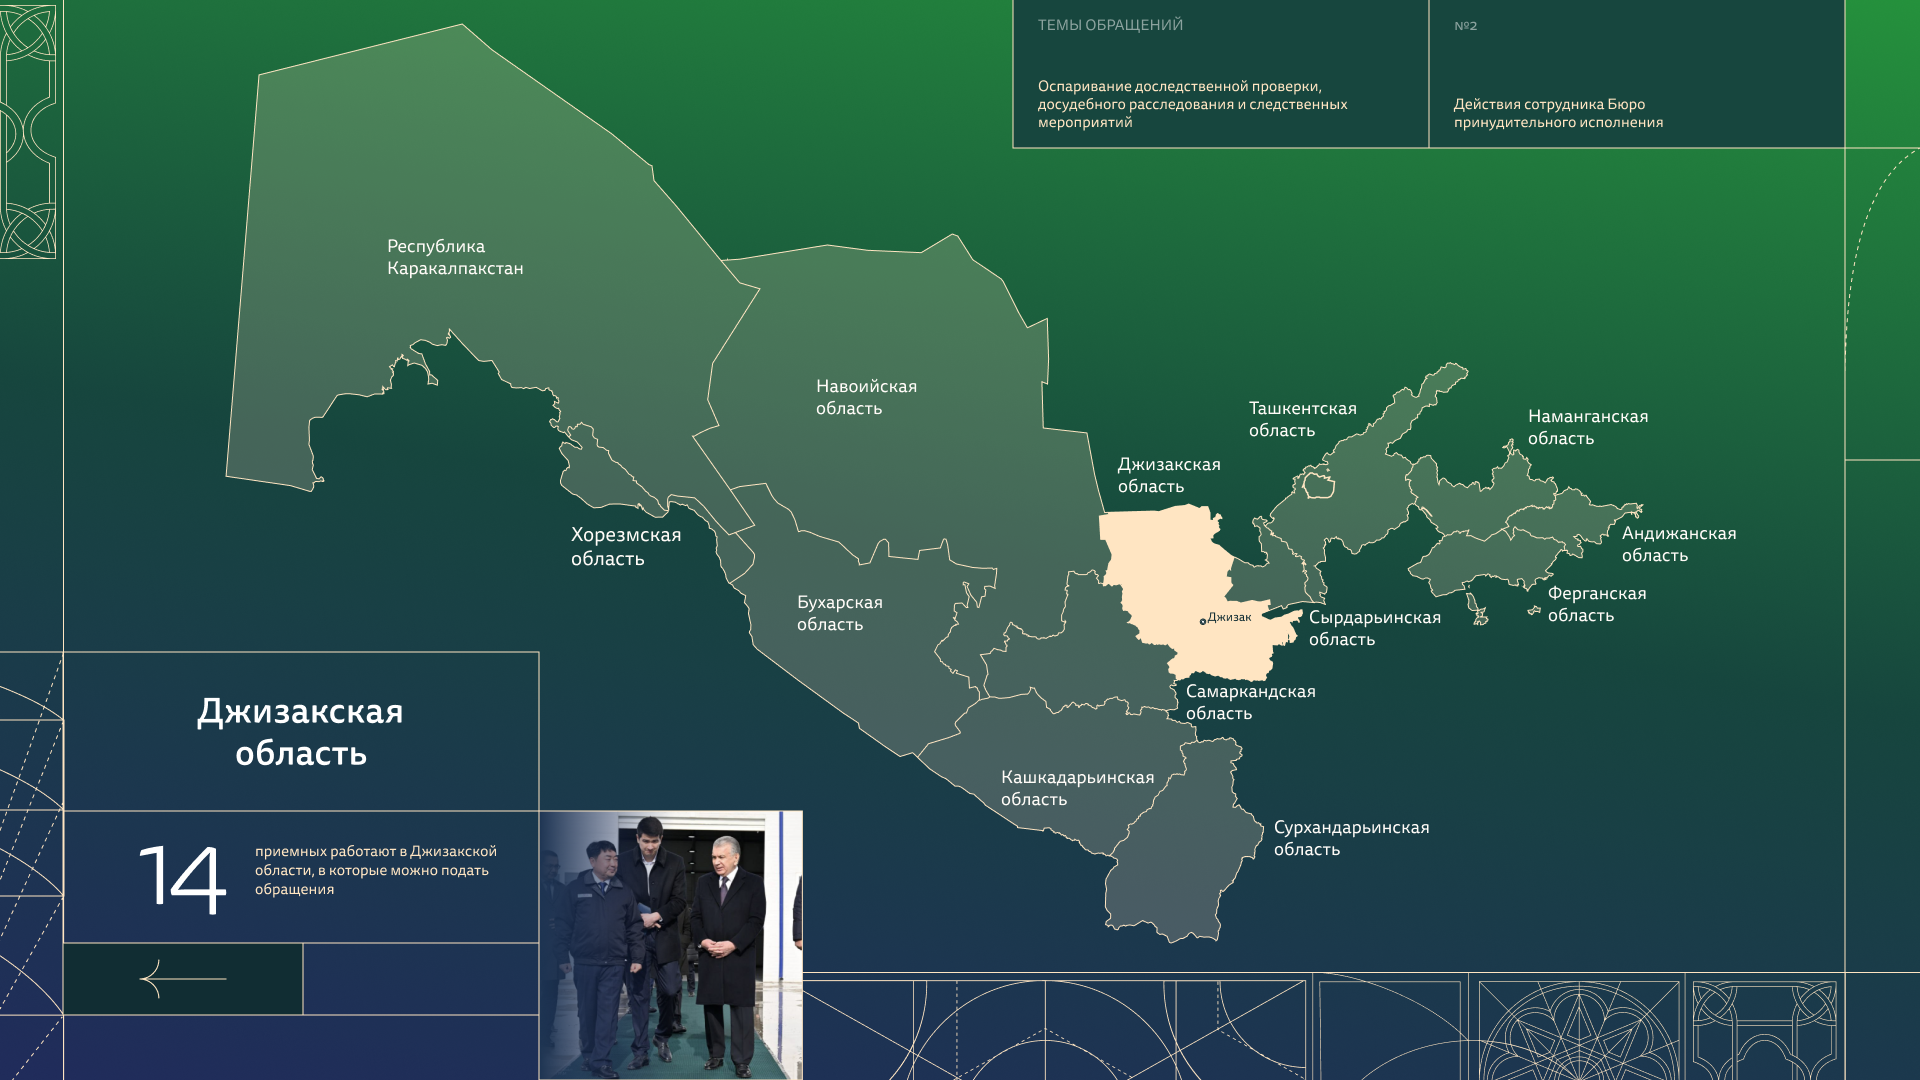 ТЕМЫ ОБРАЩЕНИЙ
Оспаривание доследственной проверки,
досудебного расследования и следственных
мероприятий
№2
Действия сотрудника Бюро
принудительного исполнения
Республика
Каракалпакстан
Навоийская
область
Ташкентская
область
Наманганская
область
Джизакская
область
Хорезмская
область
Андижанская
область
Бухарская
область
Ферганская
область
Джизак
Сырдарьинская
область
Самаркандская
область
Кашкадарьинская
область
Сурхандарьинская
область
Джизакская
область
14
приемных работают в Джизакской
области, в которые можно подать
обращения